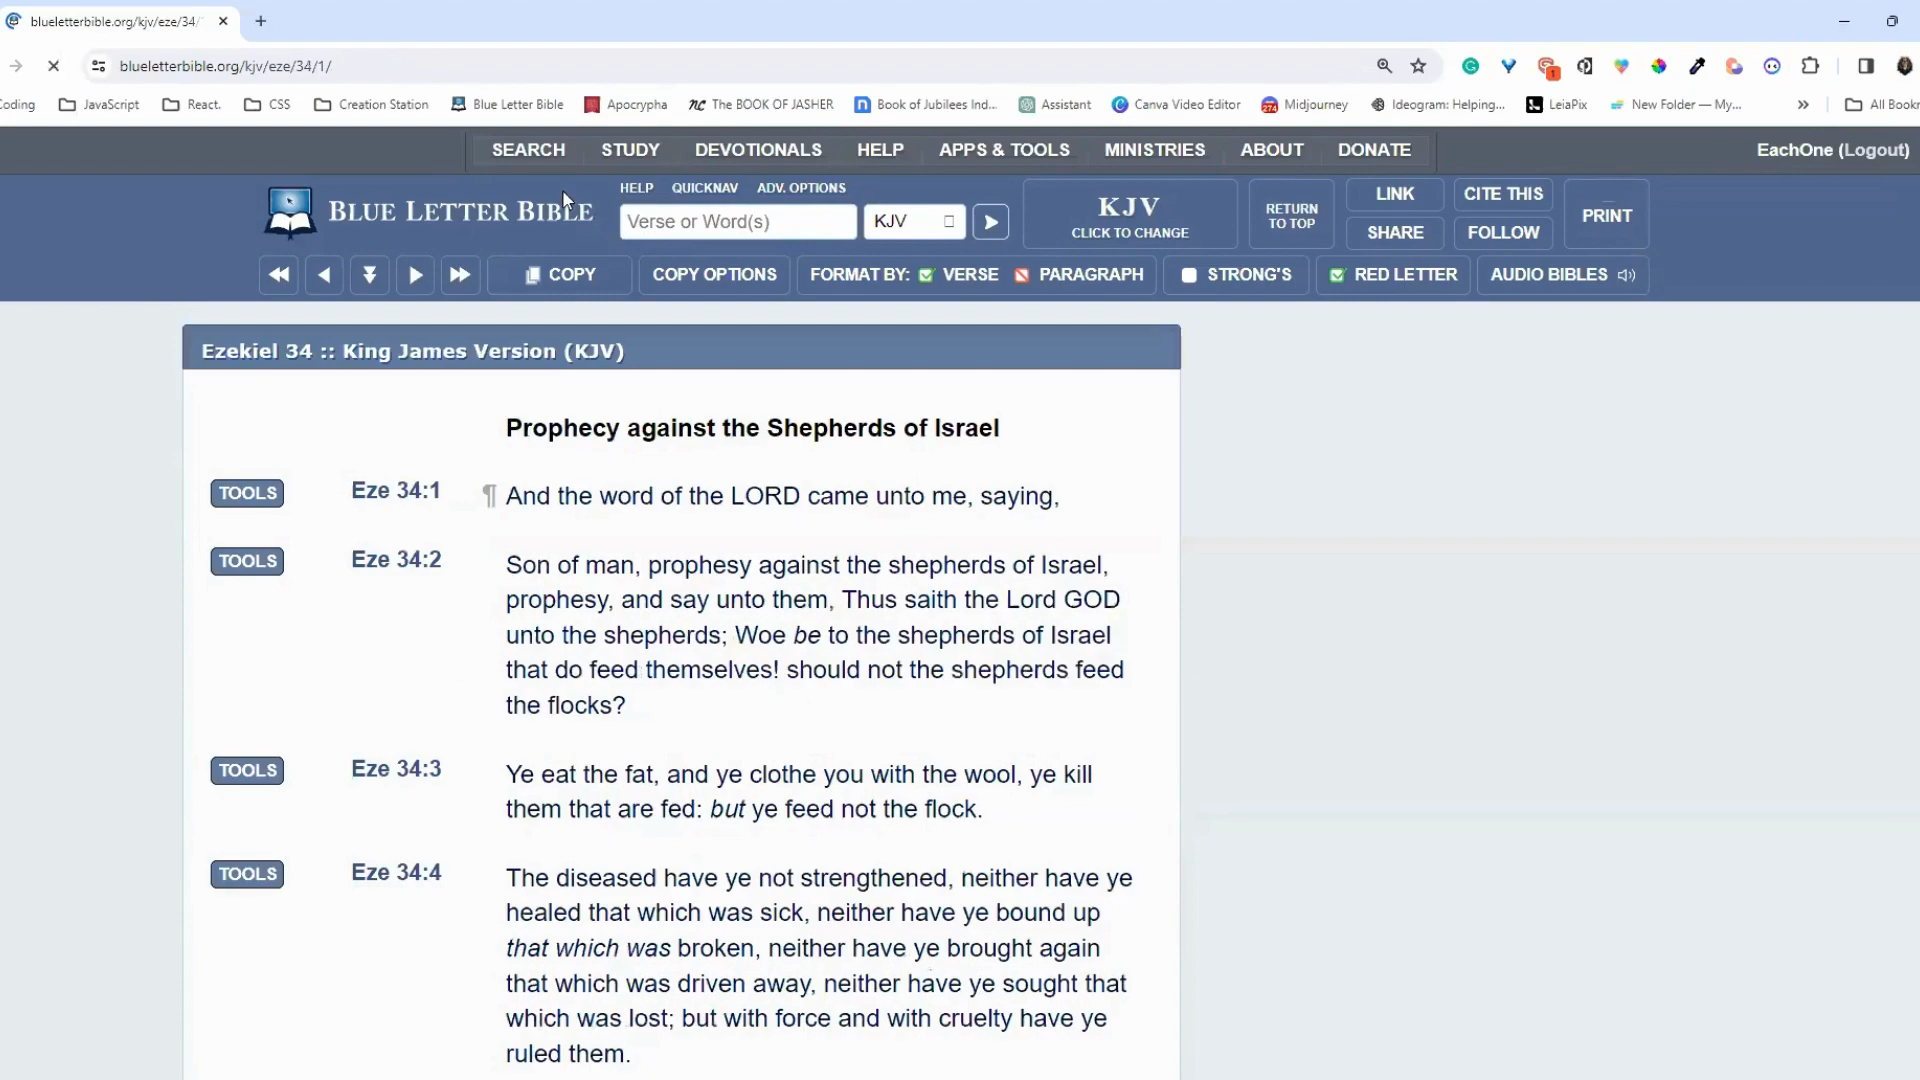 blueletterbible.org/kjv/eze/34/
blueletterbible.org/kjv/eze/34/1/
1
Coding JavaScript React. CSS Creation Station Blue Letter Bible Apocrypha The BOOK OF JASHER Book of Jubilees Ind... Assistant Canva Video Editor 274 Midjourney Ideogram: Helping... LeiaPix New Folder — My... All Bookr
SEARCH STUDY DEVOTIONALS HELP APPS & TOOLS MINISTRIES ABOUT DONATE EachOne (Logout)
HELP QUICKNAV ADV. OPTIONS
BLUE LETTER BIBLE
Verse or Word(s) KJV
KJV
CLICK TO CHANGE
RETURN
TO TOP
LINK CITE THIS
SHARE FOLLOW
PRINT
COPY COPY OPTIONS FORMAT BY: VERSE PARAGRAPH STRONG'S RED LETTER AUDIO BIBLES
Ezekiel 34 :: King James Version (KJV)
Prophecy against the Shepherds of Israel
TOOLS Eze 34:1 ¶ And the word of the LORD came unto me, saying,
TOOLS Eze 34:2 Son of man, prophesy against the shepherds of Israel,
prophesy, and say unto them, Thus saith the Lord GOD
unto the shepherds; Woe be to the shepherds of Israel
that do feed themselves! should not the shepherds feed
the flocks?
TOOLS Eze 34:3 Ye eat the fat, and ye clothe you with the wool, ye kill
them that are fed: but ye feed not the flock.
TOOLS Eze 34:4 The diseased have ye not strengthened, neither have ye
healed that which was sick, neither have ye bound up
that which was broken, neither have ye brought again
that which was driven away, neither have ye sought that
which was lost; but with force and with cruelty have ye
ruled them.